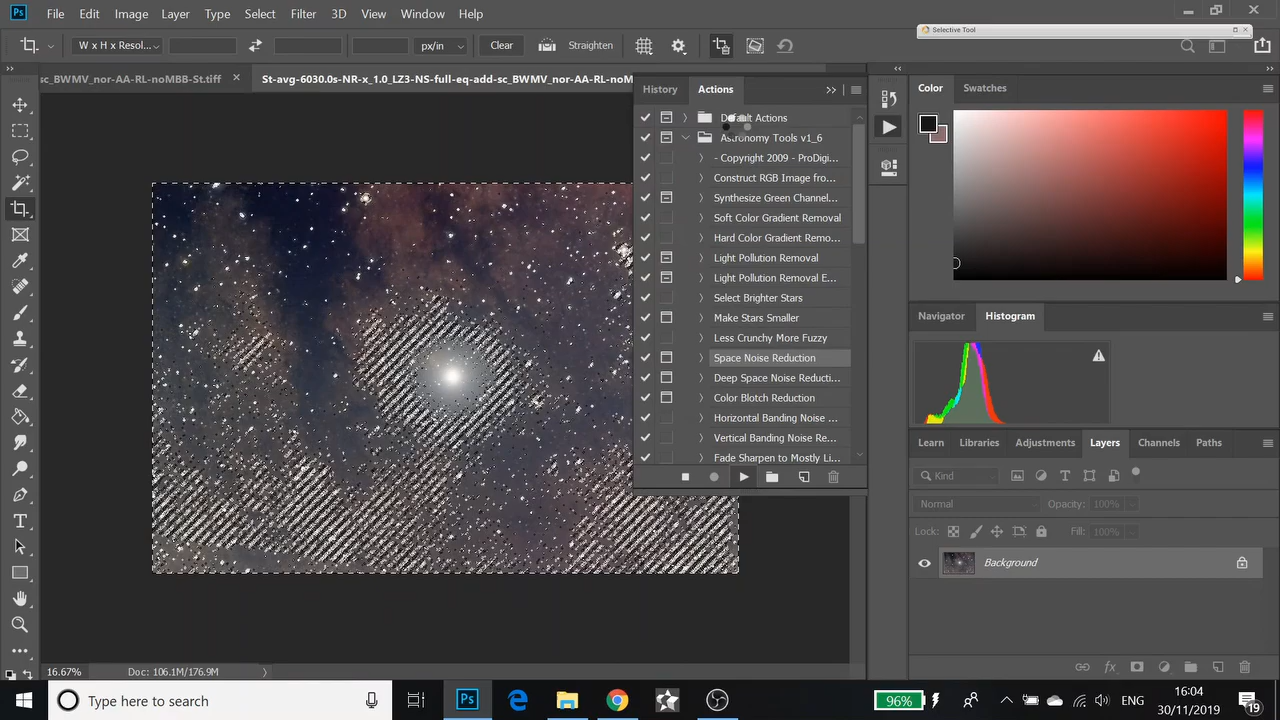 Ps File Edit Image Layer Type Select Filter 3D View Window Help
Selective Tool
W x H x Resol... px/in Clear Straighten
sc_BWMV_nor-AA-RL-noMBB-St.tiff × St-avg-6030.0s-NR-x_1.0_LZ3-NS-full-eq-add-sc_BWMV_nor-AA-RL-noM
History Actions
Default Actions
Astronomy Tools v1_6
- Copyright 2009 - ProDigi...
Construct RGB Image fro...
Synthesize Green Channel...
Soft Color Gradient Removal
Hard Color Gradient Remo...
Light Pollution Removal
Light Pollution Removal E...
Select Brighter Stars
Make Stars Smaller
Less Crunchy More Fuzzy
Space Noise Reduction
Deep Space Noise Reducti...
Color Blotch Reduction
Horizontal Banding Noise ...
Vertical Banding Noise Re...
Fade Sharpen to Mostly Li...
Color Swatches
Navigator Histogram
Learn Libraries Adjustments Layers Channels Paths
Kind
Normal Opacity: 100%
Lock: Fill: 100%
Background
16.67% Doc: 106.1M/176.9M
Type here to search
96%
ENG
16:04
30/11/2019
19